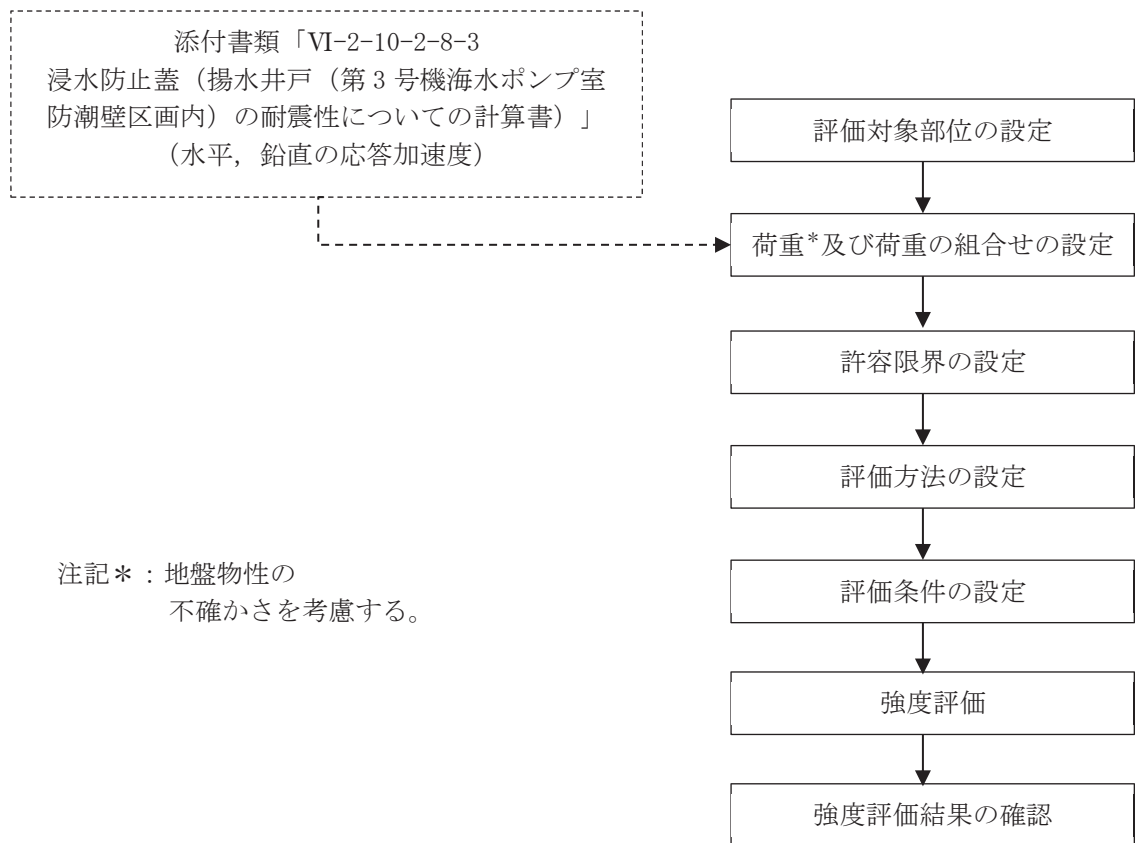 添付書類「Ⅵ-2-10-2-8-3
浸水防止蓋（揚水井戸（第3号機海水ポンプ室
防潮壁区画内）の耐震性についての計算書）」
（水平，鉛直の応答加速度）
評価対象部位の設定
荷重*及び荷重の組合せの設定
許容限界の設定
評価方法の設定
注記＊：地盤物性の
不確かさを考慮する。
評価条件の設定
強度評価
強度評価結果の確認